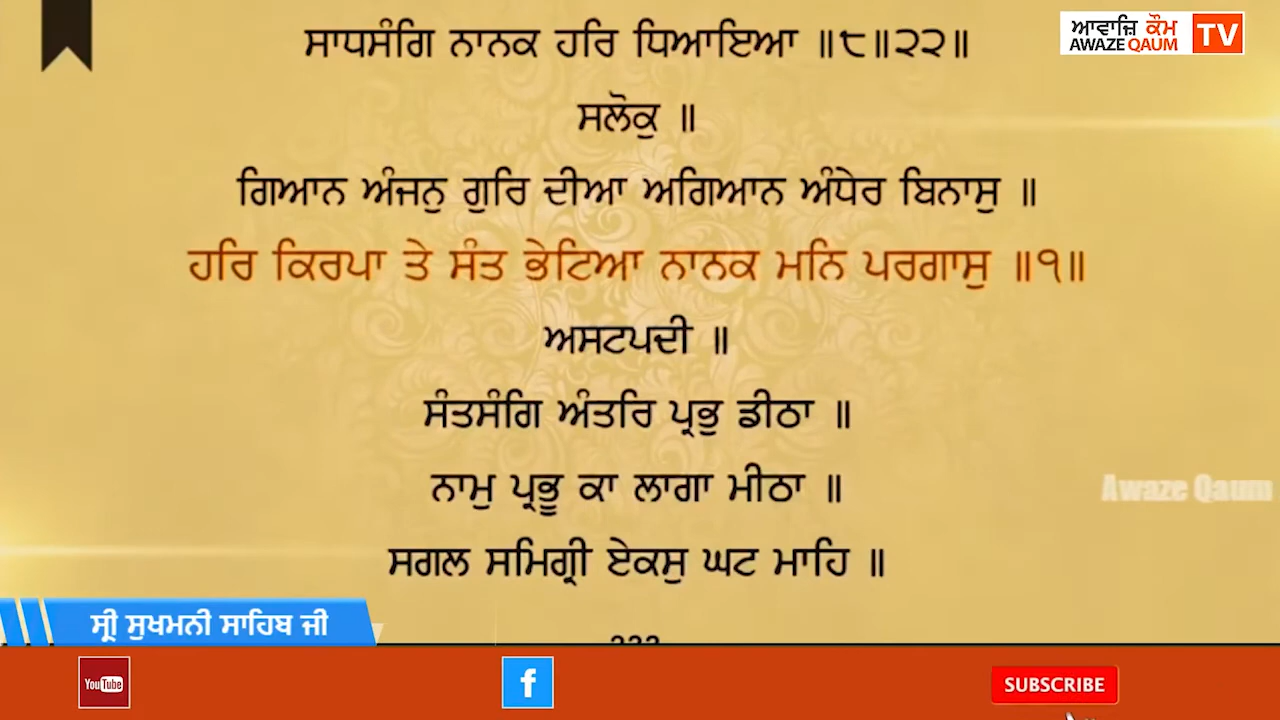 ਸਾਧਸੰਗਿ ਨਾਨਕ ਹਰਿ ਧਿਆਇਆ ॥੮॥੨੨॥
ਆਵਾਜ਼ਿ ਕੌਮ
AWAZE QAUM
TV
ਸਲੋਕੁ ॥
ਗਿਆਨ ਅੰਜਨੁ ਗੁਰਿ ਦੀਆ ਅਗਿਆਨ ਅੰਧੇਰ ਬਿਨਾਸੁ ॥
ਹਰਿ ਕਿਰਪਾ ਤੇ ਸੰਤ ਭੇਟਿਆ ਨਾਨਕ ਮਨਿ ਪਰਗਾਸੁ ॥੧॥
ਅਸਟਪਦੀ ॥
ਸੰਤਸੰਗਿ ਅੰਤਰਿ ਪ੍ਰਭੁ ਡੀਠਾ ॥
ਨਾਮੁ ਪ੍ਰਭੂ ਕਾ ਲਾਗਾ ਮੀਠਾ ॥
Awaze Qaum
ਸਗਲ ਸਮਿਗ੍ਰੀ ਏਕਸੁ ਘਟ ਮਾਹਿ ॥
ਸ੍ਰੀ ਸੁਖਮਨੀ ਸਾਹਿਬ ਜੀ
YouTube
f
SUBSCRIBE